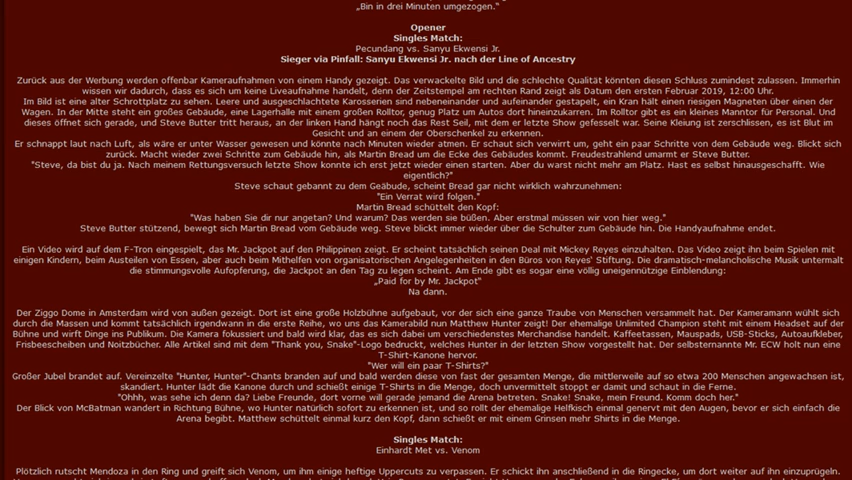 „Bin in drei Minuten umgezogen.“
Opener
Singles Match:
Pecundang vs. Sanyu Ekwensi Jr.
Sieger via Pinfall: Sanyu Ekwensi Jr. nach der Line of Ancestry
Zurück aus der Werbung werden offenbar Kameraufnahmen von einem Handy gezeigt. Das verwackelte Bild und die schlechte Qualität könnten diesen Schluss zumindest zulassen. Immerhin
wissen wir dadurch, dass es sich um keine Liveaufnahme handelt, denn der Zeitstempel am rechten Rand zeigt als Datum den ersten Februar 2019, 12:00 Uhr.
Im Bild ist eine alter Schrottplatz zu sehen. Leere und ausgeschlachtete Karosserien sind nebeneinander und aufeinander gestapelt, ein Kran hält einen riesigen Magneten über einen der
Wagen. In der Mitte steht ein großes Gebäude, eine Lagerhalle mit einem großen Rolltor, genug Platz um Autos dort hineinzukarren. Im Rolltor gibt es ein kleines Manntor für Personal. Und
dieses öffnet sich gerade, und Steve Butter tritt heraus, an der linken Hand hängt noch das Rest Seil, mit dem er letzte Show gefesselt war. Seine Kleiung ist zerschlissen, es ist Blut im
Gesicht und an einem der Oberschenkel zu erkennen.
Er schnappt laut nach Luft, als wäre er unter Wasser gewesen und könnte nach Minuten wieder atmen. Er schaut sich verwirrt um, geht ein paar Schritte von dem Gebäude weg. Blickt sich
zurück. Macht wieder zwei Schritte zum Gebäude hin, als Martin Bread um die Ecke des Gebäudes kommt. Freudestrahlend umarmt er Steve Butter.
"Steve, da bist du ja. Nach meinem Rettungsversuch letzte Show konnte ich erst jetzt wieder einen starten. Aber du warst nicht mehr am Platz. Hast es selbst hinausgeschafft. Wie
eigentlich?"
Steve schaut gebannt zu dem Geäbude, scheint Bread gar nicht wirklich wahrzunehmen:
"Ein Verrat wird folgen."
Martin Bread schüttelt den Kopf:
"Was haben Sie dir nur angetan? Und warum? Das werden sie büßen. Aber erstmal müssen wir von hier weg."
Steve Butter stützend, bewegt sich Martin Bread vom Gebäude weg. Steve blickt immer wieder über die Schulter zum Gebäude hin. Die Handyaufnahme endet.
Ein Video wird auf dem F-Tron eingespielt, das Mr. Jackpot auf den Philippinen zeigt. Er scheint tatsächlich seinen Deal mit Mickey Reyes einzuhalten. Das Video zeigt ihn beim Spielen mit
einigen Kindern, beim Austeilen von Essen, aber auch beim Mithelfen von organisatorischen Angelegenheiten in den Büros von Reyes' Stiftung. Die dramatisch-melancholische Musik untermalt
die stimmungsvolle Aufopferung, die Jackpot an den Tag zu legen scheint. Am Ende gibt es sogar eine völlig uneigennützige Einblendung:
„Paid for by Mr. Jackpot“
Na dann.
Der Ziggo Dome in Amsterdam wird von außen gezeigt. Dort ist eine große Holzbühne aufgebaut, vor der sich eine ganze Traube von Menschen versammelt hat. Der Kameramann wühlt sich
durch die Massen und kommt tatsächlich irgendwann in die erste Reihe, wo uns das Kamerabild nun Matthew Hunter zeigt! Der ehemalige Unlimited Champion steht mit einem Headset auf der
Bühne und wirft Dinge ins Publikum. Die Kamera fokussiert und bald wird klar, das es sich dabei um verschiedenstes Merchandise handelt. Kaffeetassen, Mauspads, USB-Sticks, Autoaufkleber,
Frisbeescheiben und Noitzbücher. Alle Artikel sind mit dem "Thank you, Snake"-Logo bedruckt, welches Hunter in der letzten Show vorgestellt hat. Der selbsternannte Mr. ECW holt nun eine
T-Shirt-Kanone hervor.
"Wer will ein paar T-Shirts?"
Großer Jubel brandet auf. Vereinzelte "Hunter, Hunter"-Chants branden auf und bald werden diese von fast der gesamten Menge, die mittlerweile auf so etwa 200 Menschen angewachsen ist,
skandiert. Hunter lädt die Kanone durch und schießt einige T-Shirts in die Menge, doch unvermittelt stoppt er damit und schaut in die Ferne.
"Ohhh, was sehe ich denn da? Liebe Freunde, dort vorne will gerade jemand die Arena betreten. Snake! Snake, mein Freund. Komm doch her."
Der Blick von McBatman wandert in Richtung Bühne, wo Hunter natürlich sofort zu erkennen ist, und so rollt der ehemalige Helfkisch einmal genervt mit den Augen, bevor er sich einfach die
Arena begibt. Matthew schüttelt einmal kurz den Kopf, dann schießt er mit einem Grinsen mehr Shirts in die Menge.
Singles Match:
Einhardt Met vs. Venom
Plötzlich rutscht Mendoza in den Ring und greift sich Venom, um ihm einige heftige Uppercuts zu verpassen. Er schickt ihn anschließend in die Ringecke, um dort weiter auf ihn einzuprügeln.